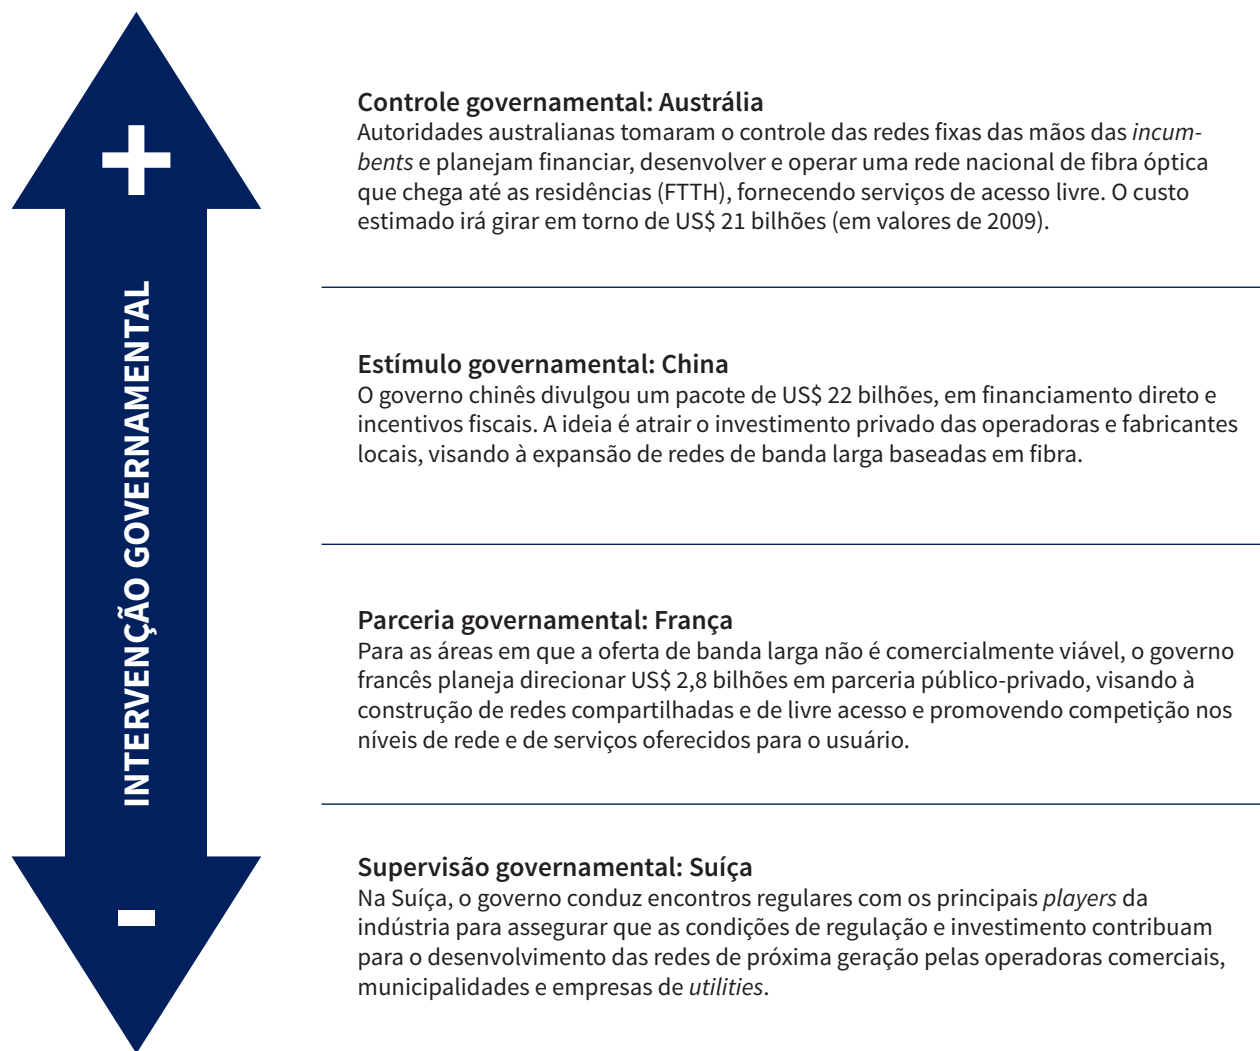 +
INTERVENÇÃO GOVERNAMENTAL
-
Controle governamental: Austrália
Autoridades australianas tomaram o controle das redes fixas das mãos das incum-
bents e planejam financiar, desenvolver e operar uma rede nacional de fibra óptica
que chega até as residências (FTTH), fornecendo serviços de acesso livre. O custo
estimado irá girar em torno de US$ 21 bilhões (em valores de 2009).
Estímulo governamental: China
O governo chinês divulgou um pacote de US$ 22 bilhões, em financiamento direto e
incentivos fiscais. A ideia é atrair o investimento privado das operadoras e fabricantes
locais, visando à expansão de redes de banda larga baseadas em fibra.
Parceria governamental: França
Para as áreas em que a oferta de banda larga não é comercialmente viável, o governo
francês planeja direcionar US$ 2,8 bilhões em parceria público-privado, visando à
construção de redes compartilhadas e de livre acesso e promovendo competição nos
níveis de rede e de serviços oferecidos para o usuário.
Supervisão governamental: Suíça
Na Suíça, o governo conduz encontros regulares com os principais players da
indústria para assegurar que as condições de regulação e investimento contribuam
para o desenvolvimento das redes de próxima geração pelas operadoras comerciais,
municipalidades e empresas de utilities.